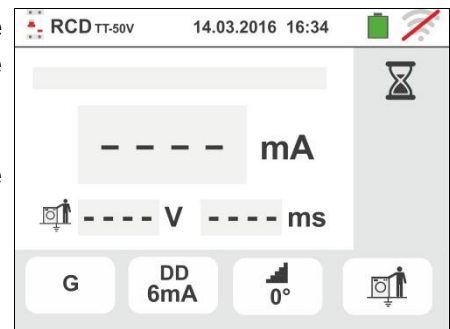 RCD TT-50V 14.03.2016 16:34
- - - - mA
- - - - V - - - - ms
G DD 6mA 0°